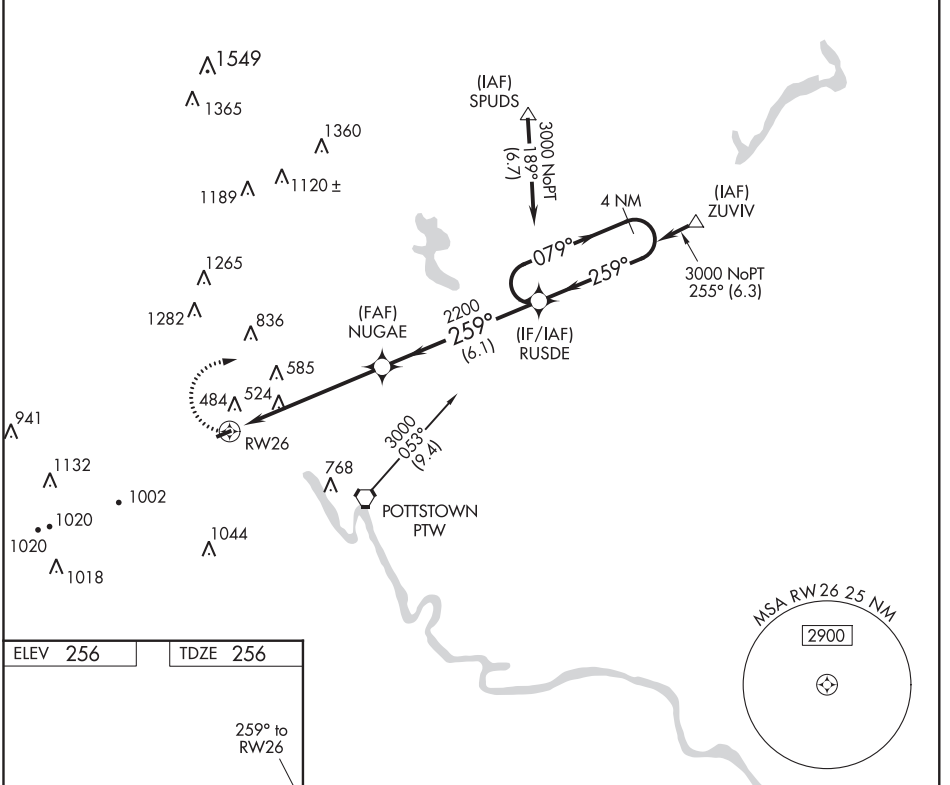 1549
1365
1360
1189
1120 ±
1265
1282
836
585
484
524
941
1132
1002
1020
1020
1018
1044
768
(IAF)
SPUDS
3000 NoPT
189°
(6.7)
4 NM
(IAF)
ZUVIV
3000 NoPT
255° (6.3)
079°
259°
(IF/IAF)
RUSDE
2200
259°
(6.1)
(FAF)
NUGAE
RW26
3000
053°
(9.4)
POTTSTOWN
PTW
MSA RW26 25 NM
2900
ELEV 256
TDZE 256
259° to
RW26